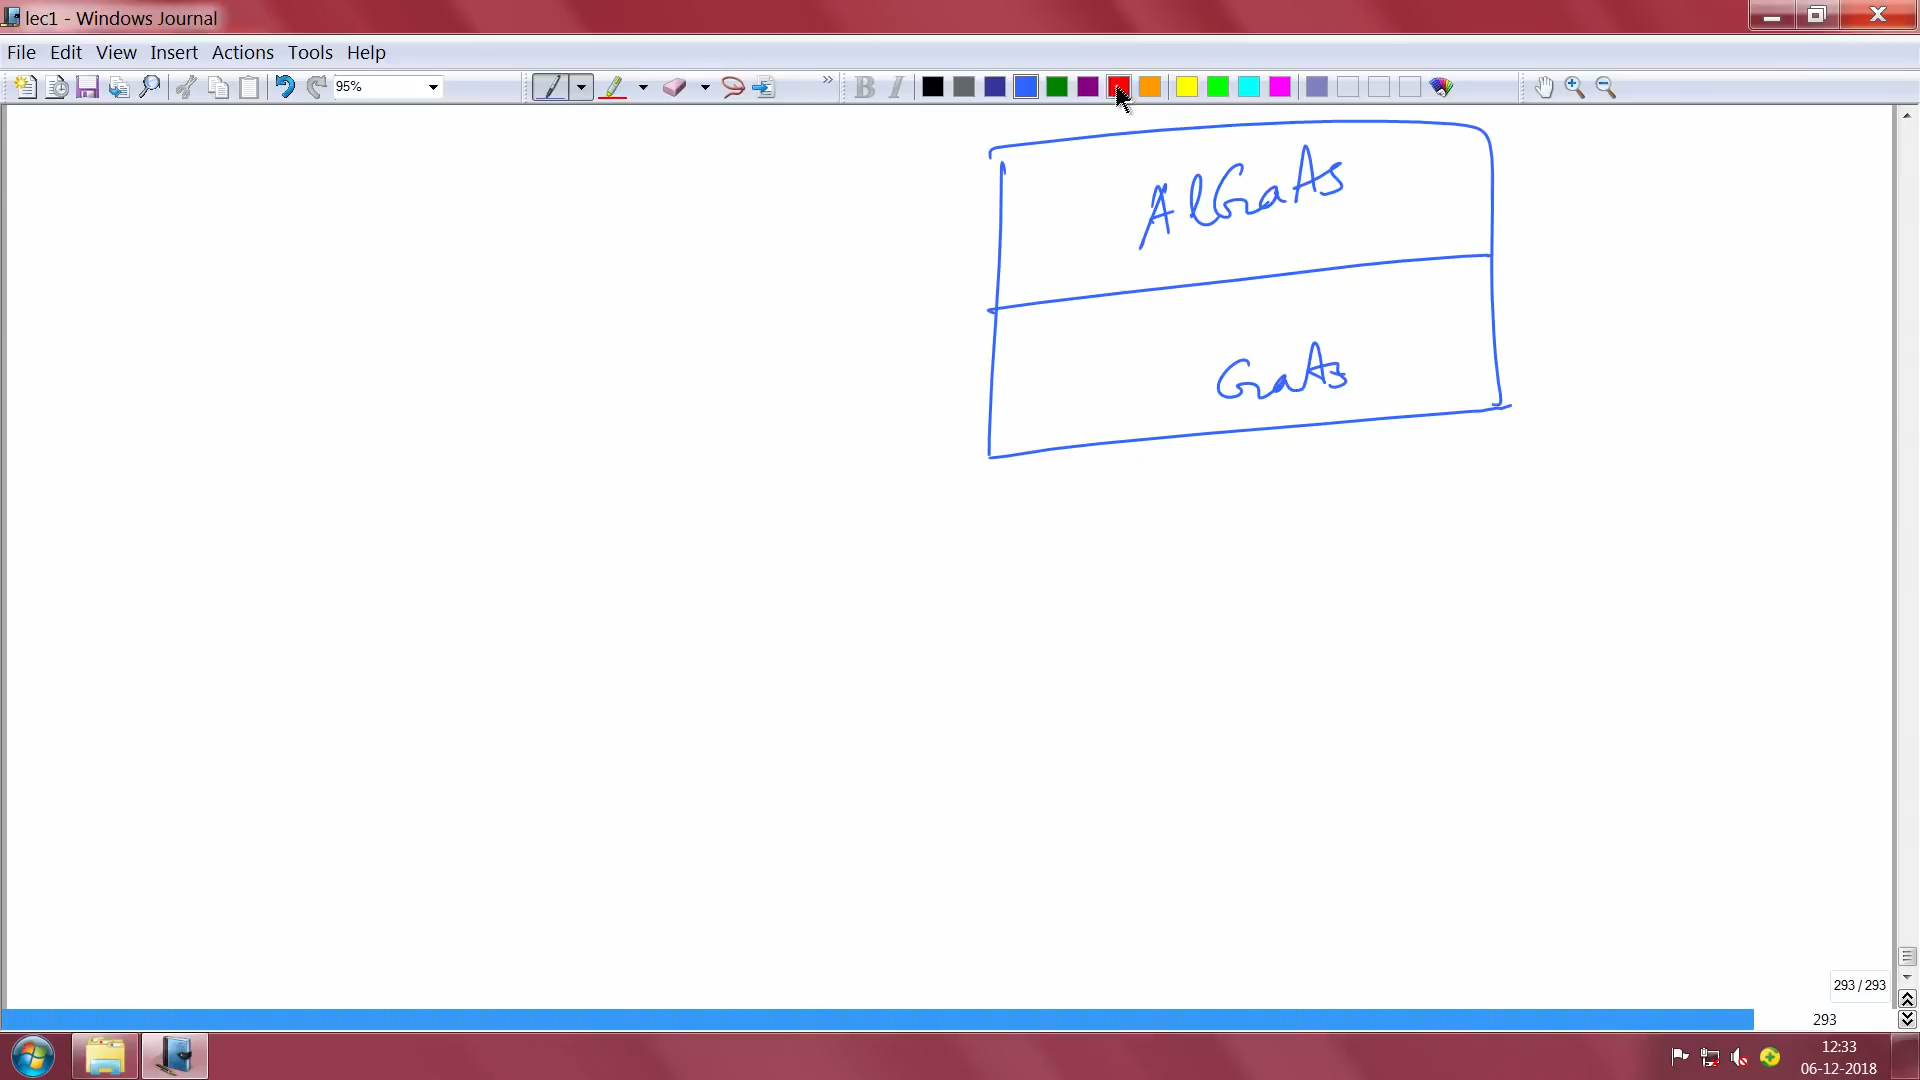 lec1 - Windows Journal
File Edit View Insert Actions Tools Help
95% B I
AlGaAs
GaAs
293 / 293
293
12:33
06-12-2018